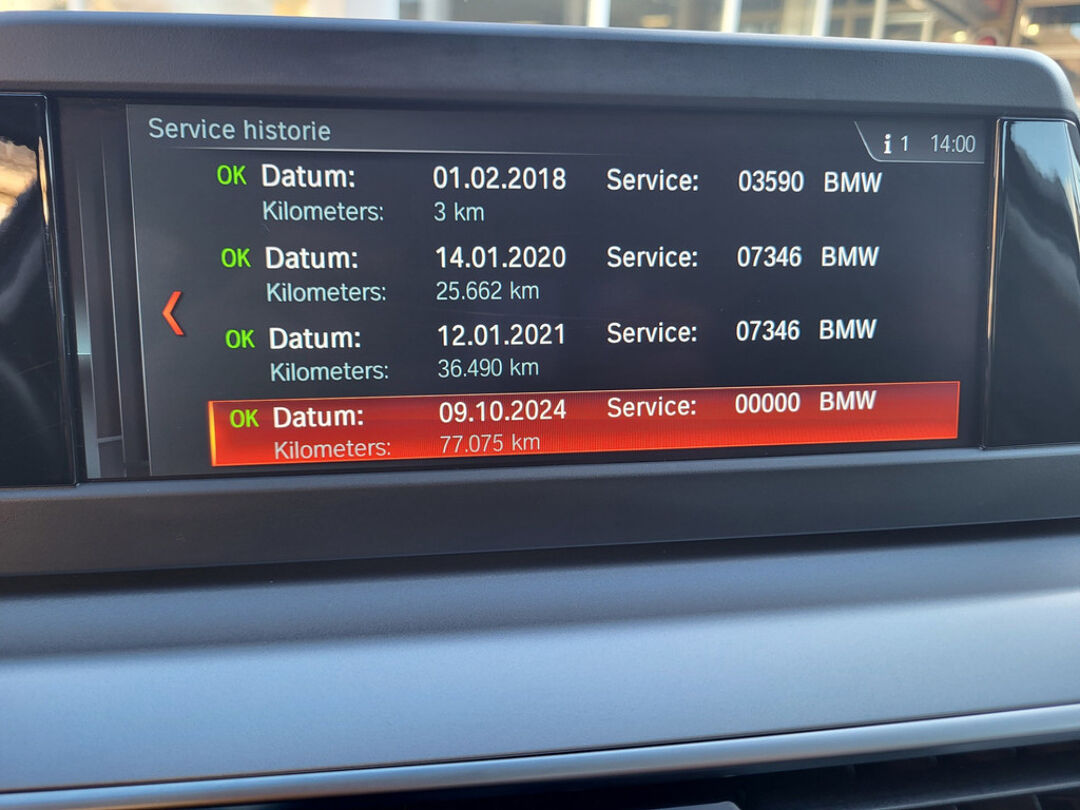 Service historie
i 1 14:00
OK Datum: 01.02.2018 Service: 03590 BMW
Kilometers: 3 km
OK Datum: 14.01.2020 Service: 07346 BMW
Kilometers: 25.662 km
OK Datum: 12.01.2021 Service: 07346 BMW
Kilometers: 36.490 km
OK Datum: 09.10.2024 Service: 00000 BMW
Kilometers: 77.075 km